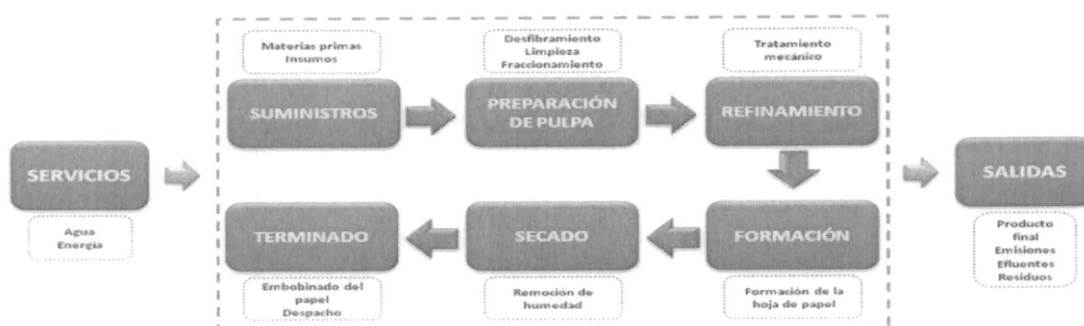 Materias primas
Insumos
SUMINISTROS
Desfibramiento
Limpieza
Fraccionamiento
PREPARACIÓN
DE PULPA
Tratamiento
mecánico
REFINAMIENTO
SERVICIOS
Agua
Energía
SALIDAS
Producto
final
Emisiones
Efluentes
Residuos
TERMINADO
Embobinado del
papel
Despacho
SECADO
Remoción de
humedad
FORMACIÓN
Formación de la
hoja de papel